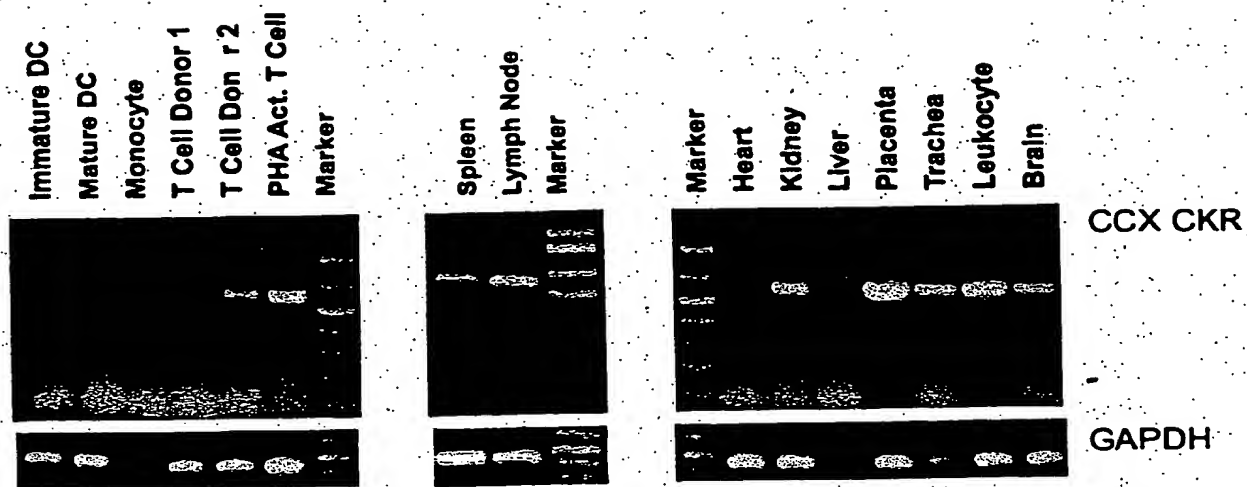 Immature DC
Mature DC
Monocyte
T Cell Donor 1
T Cell Don r 2
PHA Act. T Cell
Marker
Spleen
Lymph Node
Marker
Marker
Heart
Kidney
Liver
Placenta
Trachea
Leukocyte
Brain
CCX CKR
GAPDH